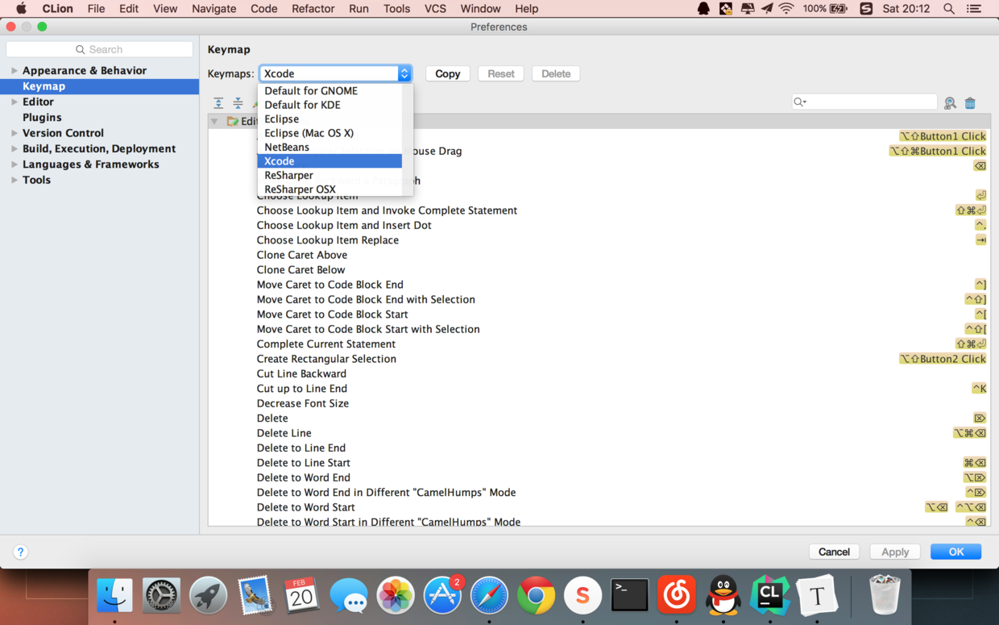 CLion File Edit View Navigate Code Refactor Run Tools VCS Window Help 100% Sat 20:12
Preferences
Search
Appearance & Behavior
Keymap
Editor
Plugins
Version Control
Build, Execution, Deployment
Languages & Frameworks
Tools
Keymap
Keymaps: Xcode Copy Reset Delete
Default for GNOME
Default for KDE
Eclipse
Eclipse (Mac OS X)
NetBeans
Xcode
ReSharper
ReSharper OSX
⌥⇧Button1 Click
ouse Drag ⌥⇧⌘Button1 Click
⌫
Choose Lookup Item ⏎
Choose Lookup Item and Invoke Complete Statement ⇧⌘⏎
Choose Lookup Item and Insert Dot ^.
Choose Lookup Item Replace ⇥
Clone Caret Above
Clone Caret Below
Move Caret to Code Block End ^]
Move Caret to Code Block End with Selection ^⇧]
Move Caret to Code Block Start ^[
Move Caret to Code Block Start with Selection ^⇧[
Complete Current Statement ⇧⌘⏎
Create Rectangular Selection ⌥⇧Button2 Click
Cut Line Backward
Cut up to Line End ^K
Decrease Font Size
Delete ⌦
Delete Line ⌥⌘⌫
Delete to Line End
Delete to Line Start ⌘⌫
Delete to Word End ⌥⌦
Delete to Word End in Different "CamelHumps" Mode ^⌦
Delete to Word Start ⌥⌫ ^⌥⌫
Delete to Word Start in Different "CamelHumps" Mode ^⌫
? Cancel Apply OK
FEB
20
2
S
>_
CL
T